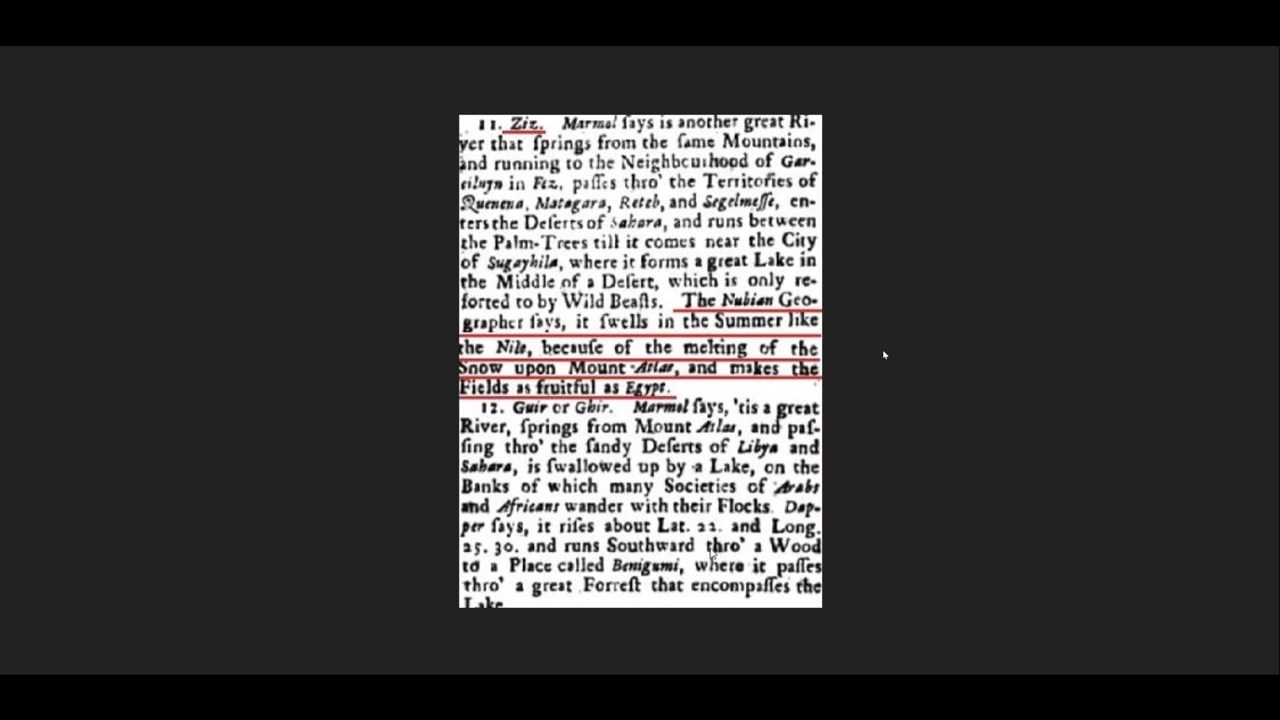 11. Ziz. Marmol ſays is another great Ri-
ver that ſprings from the ſame Mountains,
and running to the Neighbourhood of Gar-
ciluyn in Fez, paſſes thro' the Territories of
Quenena, Matagara, Reteb, and Segelmeſſe, en-
ters the Deſerts of Sahara, and runs between
the Palm-Trees till it comes near the City
of Sugayhila, where it forms a great Lake in
the Middle of a Deſert, which is only re-
ſorted to by Wild Beaſts. The Nubian Geo-
grapher ſays, it ſwells in the Summer like
the Nile, becauſe of the melting of the
Snow upon Mount Atlas, and makes the
Fields as fruitful as Egypt.
12. Guir or Ghir. Marmol ſays, 'tis a great
River, ſprings from Mount Atlas, and paſ-
ſing thro' the ſandy Deſerts of Libya and
Sahara, is ſwallowed up by a Lake, on the
Banks of which many Societies of Arabs
and Africans wander with their Flocks. Dap-
per ſays, it riſes about Lat. 22. and Long.
25. 30. and runs Southward thro' a Wood
to a Place called Benigumi, where it paſſes
thro' a great Forreſt that encompaſſes the
Lake